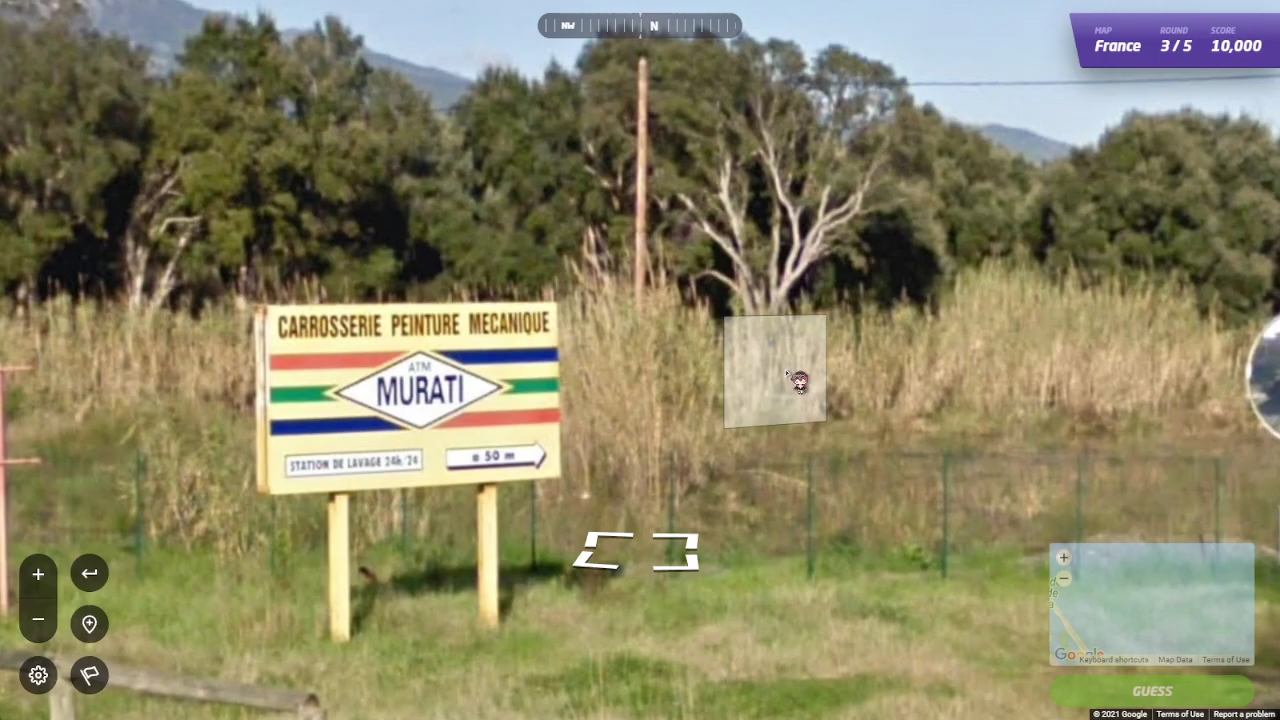 NW N
MAP ROUND SCORE
France 3 / 5 10,000
CARROSSERIE PEINTURE MECANIQUE
ATM
MURATI
STATION DE LAVAGE 24h/24
à 50 m
+
−
+
−
Google
Keyboard shortcuts Map Data Terms of Use
GUESS
© 2021 Google Terms of Use Report a problem